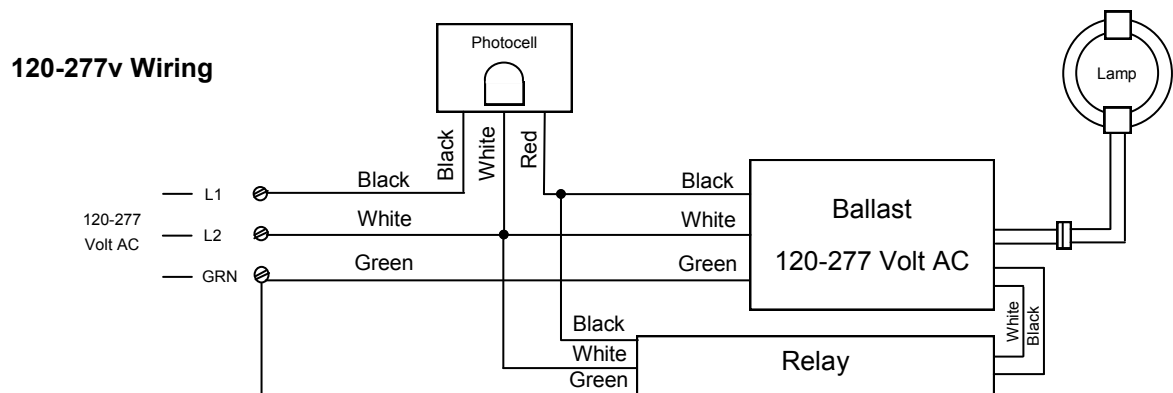 120-277v Wiring
Photocell
Lamp
Black
White
Red
L1
Black
Black
Ballast
120-277 Volt AC
120-277
Volt AC
L2
White
White
GRN
Green
Green
White
Black
Black
White
Green
Relay